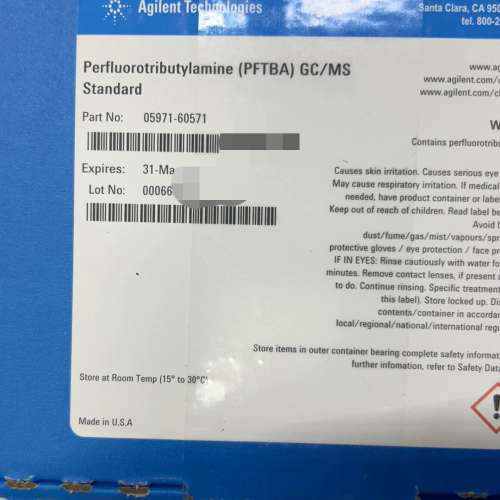 Agilent Technologies
Santa Clara, CA 950
tel. 800-2
Perfluorotributylamine (PFTBA) GC/MS
Standard
www.ag
www.agilent.com/
www.agilent.com/c
Part No: 05971-60571
W
Contains perfluorotribu
Expires: 31-Ma
Lot No: 00066
Causes skin irritation. Causes serious eye
May cause respiratory irritation. If medical
needed, have product container or label
Keep out of reach of children. Read label be
Avoid b
dust/fume/gas/mist/vapours/spr
protective gloves / eye protection / face pr
IF IN EYES: Rinse cautiously with water fo
minutes. Remove contact lenses, if present a
to do. Continue rinsing. Specific treatment
this label). Store locked up. Di
contents/container in accordan
local/regional/national/international regu
Store items in outer container bearing complete safety informat
further infomation, refer to Safety Data
Store at Room Temp (15° to 30°C)
Made in U.S.A